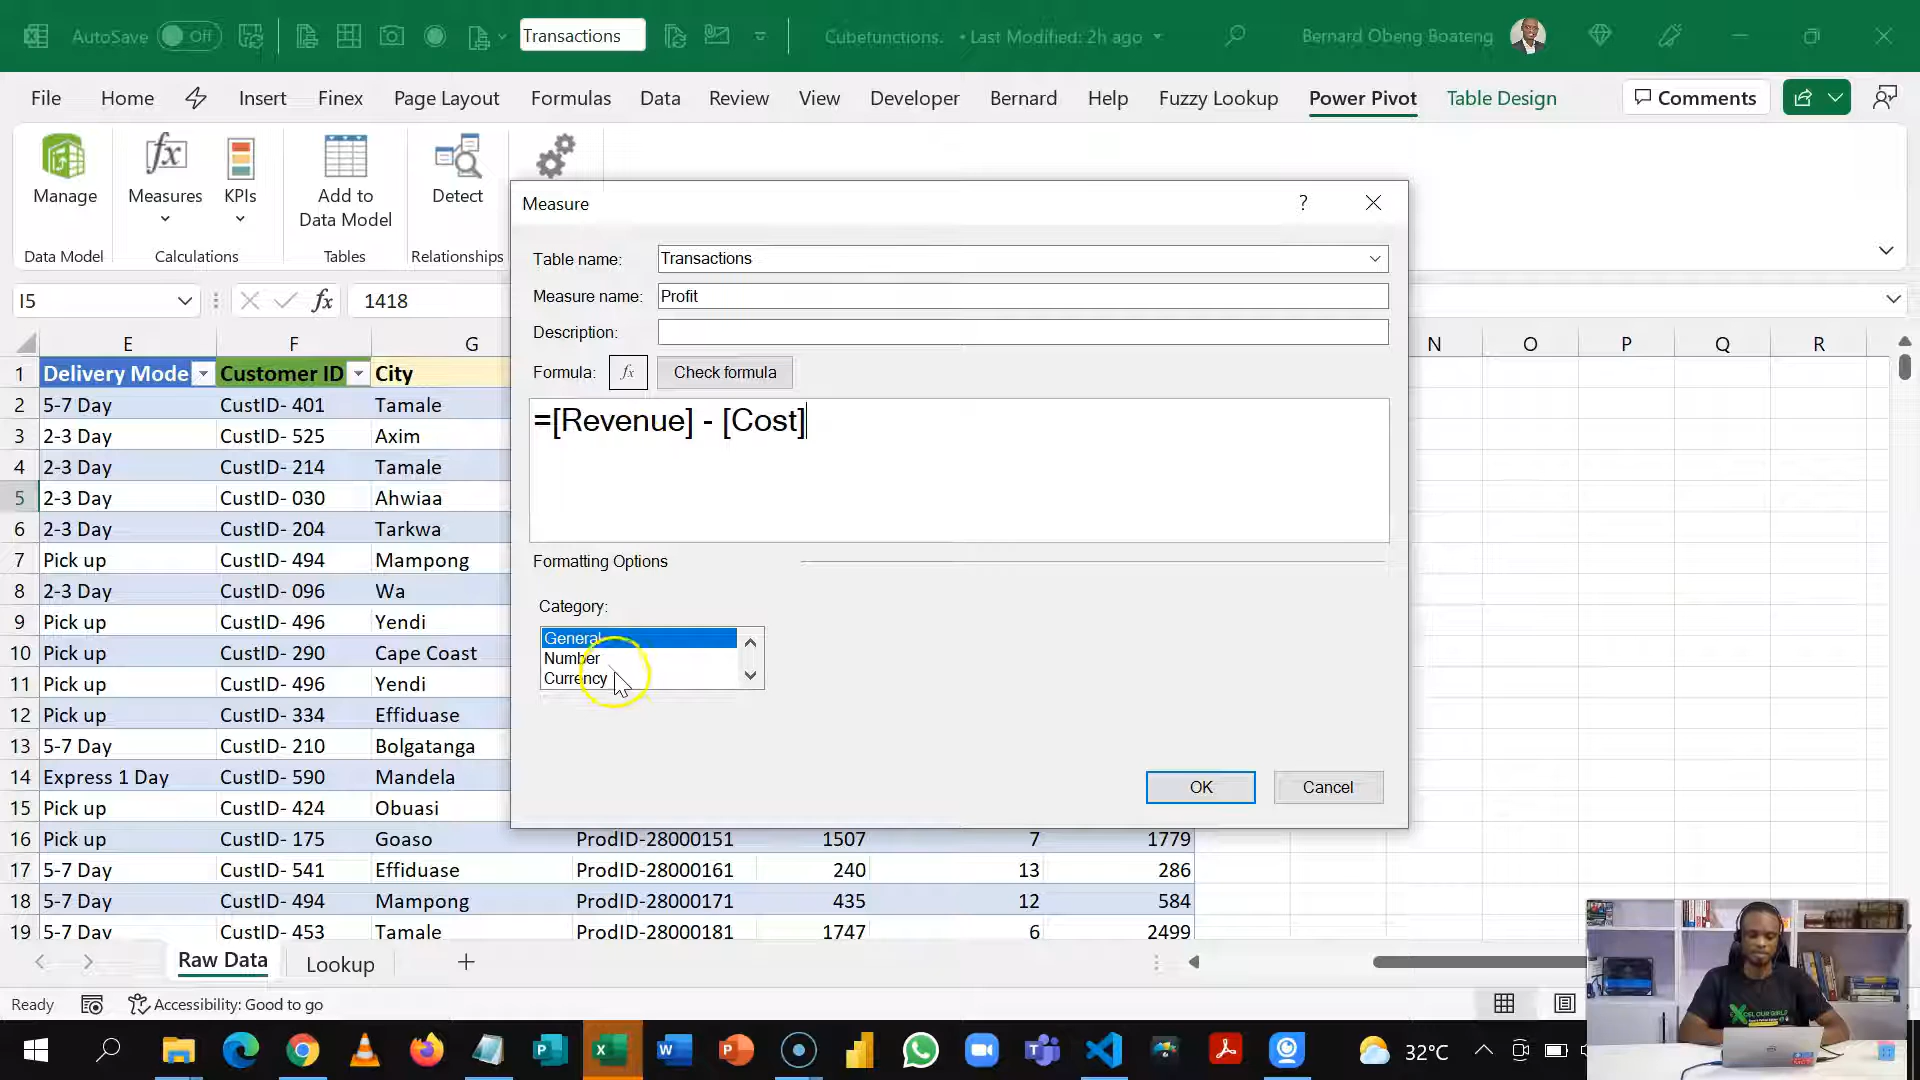 AutoSave Off Transactions Cubefunctions. • Last Modified: 2h ago Bernard Obeng Boateng
File Home Insert Finex Page Layout Formulas Data Review View Developer Bernard Help Fuzzy Lookup Power Pivot Table Design Comments
Manage Measures KPIs Add to Data Model Detect
Data Model Calculations Tables Relationships
I5 fx 1418
Measure ?
Table name: Transactions
Measure name: Profit
Description:
Formula: fx Check formula
=[Revenue] - [Cost]
Formatting Options
Category:
General
Number
Currency
OK Cancel
E F G N O P Q R
1 Delivery Mode Customer ID City
2 5-7 Day CustID- 401 Tamale
3 2-3 Day CustID- 525 Axim
4 2-3 Day CustID- 214 Tamale
5 2-3 Day CustID- 030 Ahwiaa
6 2-3 Day CustID- 204 Tarkwa
7 Pick up CustID- 494 Mampong
8 2-3 Day CustID- 096 Wa
9 Pick up CustID- 496 Yendi
10 Pick up CustID- 290 Cape Coast
11 Pick up CustID- 496 Yendi
12 Pick up CustID- 334 Effiduase
13 5-7 Day CustID- 210 Bolgatanga
14 Express 1 Day CustID- 590 Mandela
15 Pick up CustID- 424 Obuasi
16 Pick up CustID- 175 Goaso ProdID-28000151 1507 7 1779
17 5-7 Day CustID- 541 Effiduase ProdID-28000161 240 13 286
18 5-7 Day CustID- 494 Mampong ProdID-28000171 435 12 584
19 5-7 Day CustID- 453 Tamale ProdID-28000181 1747 6 2499
Raw Data Lookup
Ready Accessibility: Good to go
32°C